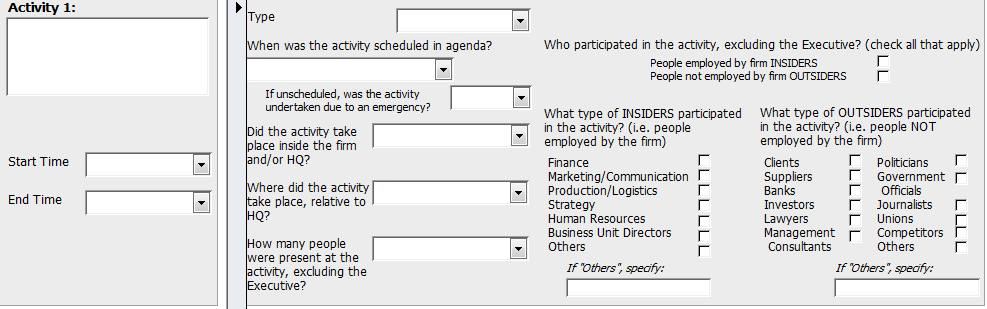 Activity 1:
Start Time
End Time
Type
When was the activity scheduled in agenda?
If unscheduled, was the activity
undertaken due to an emergency?
Did the activity take
place inside the firm
and/or HQ?
Where did the activity
take place, relative to
HQ?
How many people
were present at the
activity, excluding the
Executive?
Who participated in the activity, excluding the Executive? (check all that apply)
People employed by firm INSIDERS
People not employed by firm OUTSIDERS
What type of INSIDERS participated
in the activity? (i.e. people
employed by the firm)
Finance
Marketing/Communication
Production/Logistics
Strategy
Human Resources
Business Unit Directors
Others
If "Others", specify:
What type of OUTSIDERS participated
in the activity? (i.e. people NOT
employed by the firm)
Clients
Suppliers
Banks
Investors
Lawyers
Management
Consultants
Politicians
Government
Officials
Journalists
Unions
Competitors
Others
If "Others", specify: